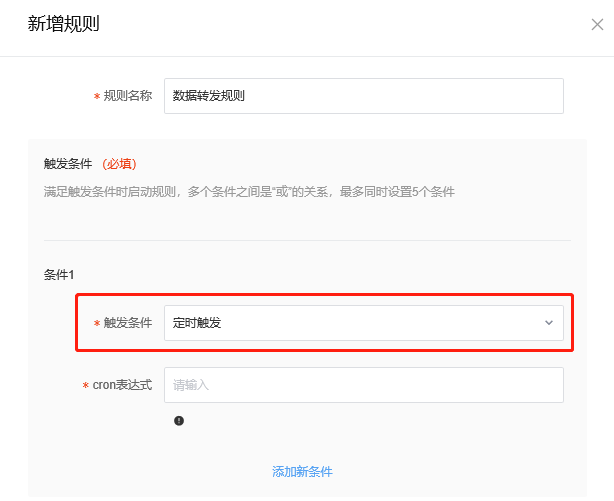 新增规则
* 规则名称 数据转发规则
触发条件 (必填)
满足触发条件时启动规则，多个条件之间是“或”的关系，最多同时设置5个条件
条件1
* 触发条件 定时触发
* cron表达式 请输入
添加新条件